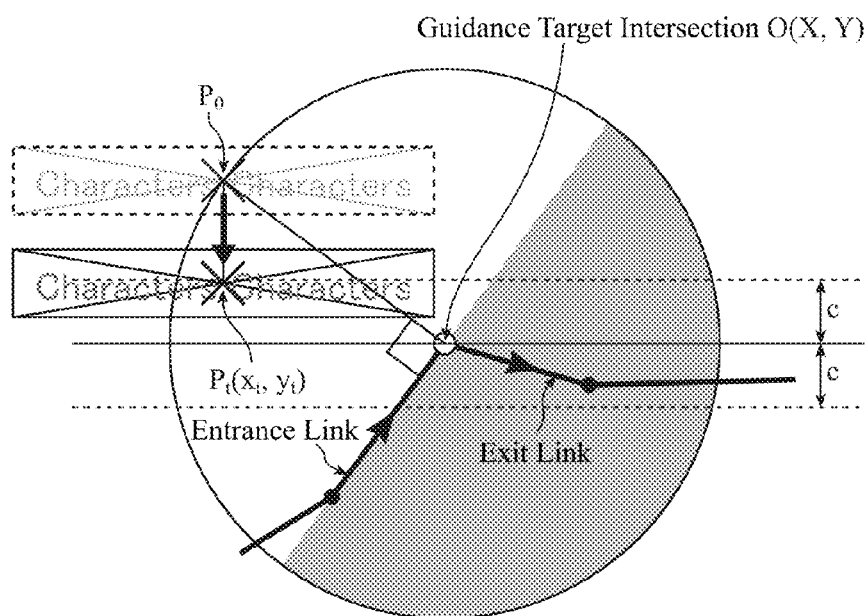 Guidance Target Intersection O(X, Y)
P₀
Characters Characters
Characters Characters
c
Pₜ(xₜ, yₜ)
c
Entrance Link
Exit Link